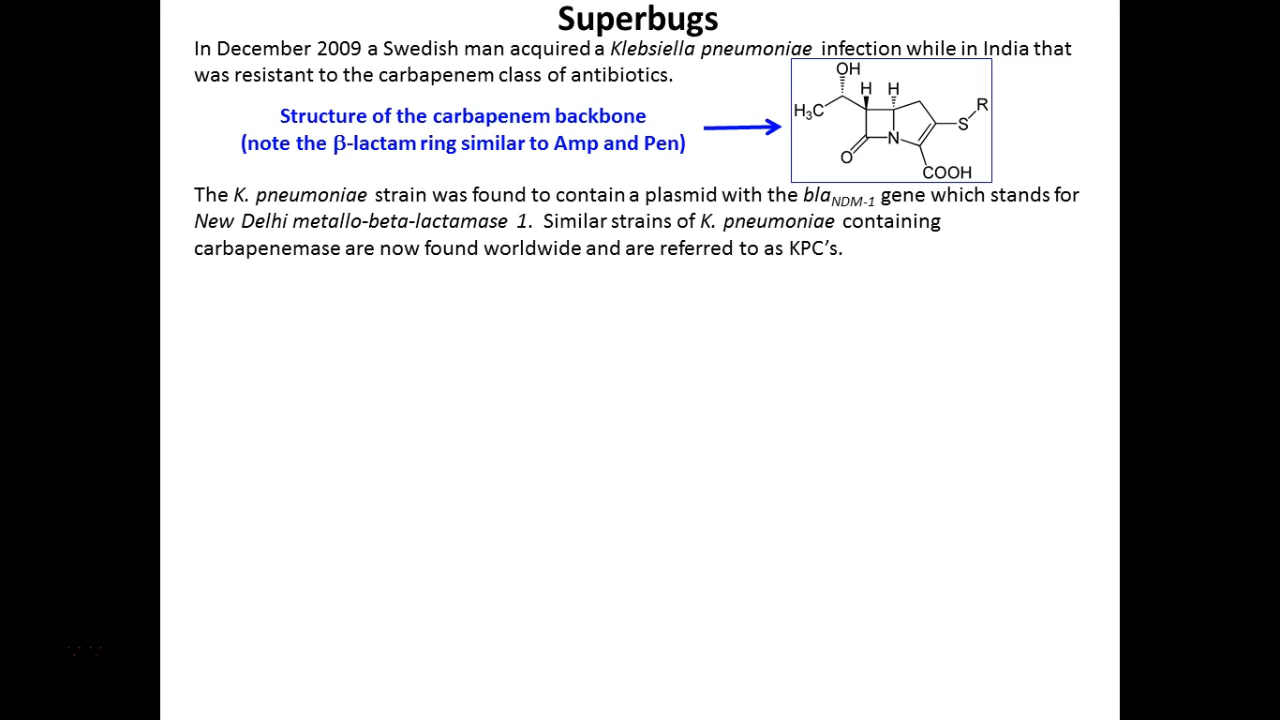 Superbugs
In December 2009 a Swedish man acquired a Klebsiella pneumoniae infection while in India that
was resistant to the carbapenem class of antibiotics.
Structure of the carbapenem backbone
(note the β-lactam ring similar to Amp and Pen)
OH
H H
H₃C
R
S
N
O
COOH
The K. pneumoniae strain was found to contain a plasmid with the bla NDM-1 gene which stands for
New Delhi metallo-beta-lactamase 1. Similar strains of K. pneumoniae containing
carbapenemase are now found worldwide and are referred to as KPC’s.